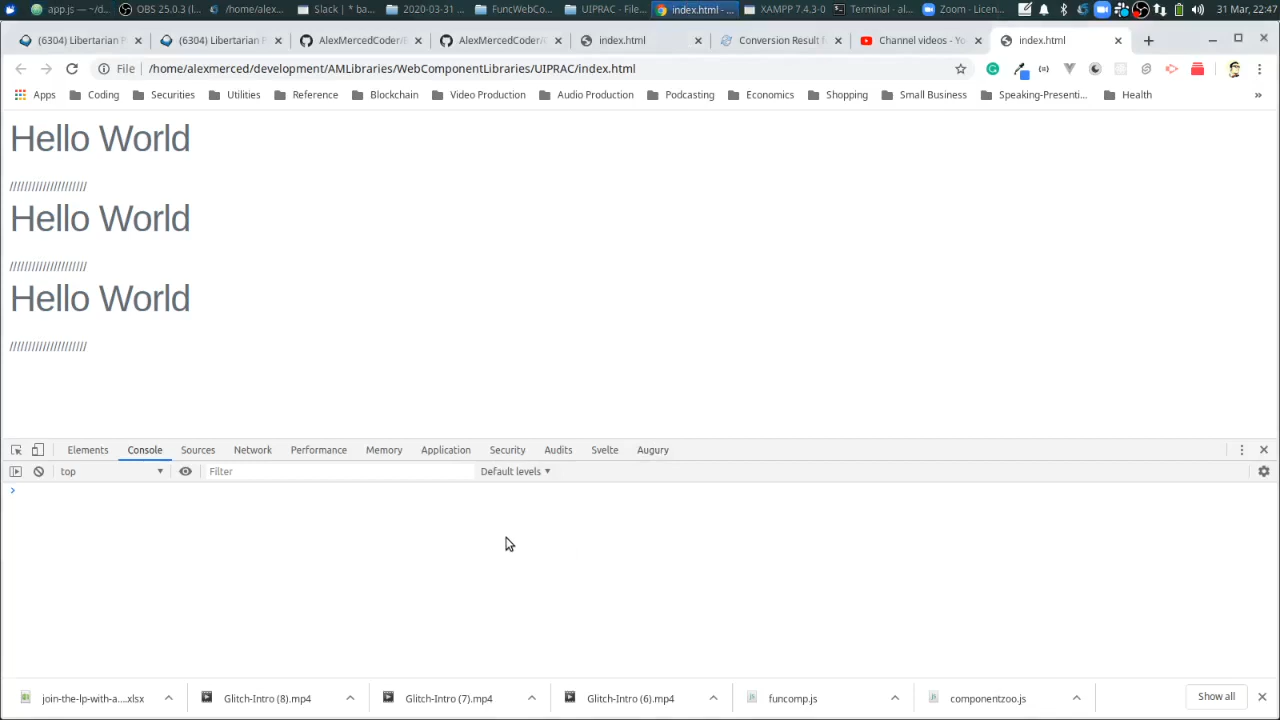 app.js — ~/d...
OBS 25.0.3 (l...
/home/alex...
Slack | * ba...
2020-03-31 ...
FuncWebCo...
UIPRAC - File...
index.html - ...
XAMPP 7.4.3-0
Terminal - al...
Zoom - Licen...
31 Mar, 22:47
(6304) Libertarian P
(6304) Libertarian P
AlexMercedCoder/F
AlexMercedCoder/C
index.html
Conversion Result f
Channel videos - Yo
index.html
File
/home/alexmerced/development/AMLibraries/WebComponentLibraries/UIPRAC/index.html
Apps
Coding
Securities
Utilities
Reference
Blockchain
Video Production
Audio Production
Podcasting
Economics
Shopping
Small Business
Speaking-Presenti...
Health
»
Hello World
/////////////////////
Hello World
/////////////////////
Hello World
/////////////////////
Elements
Console
Sources
Network
Performance
Memory
Application
Security
Audits
Svelte
Augury
top
Filter
Default levels
join-the-lp-with-a....xlsx
Glitch-Intro (8).mp4
Glitch-Intro (7).mp4
Glitch-Intro (6).mp4
funcomp.js
componentzoo.js
Show all